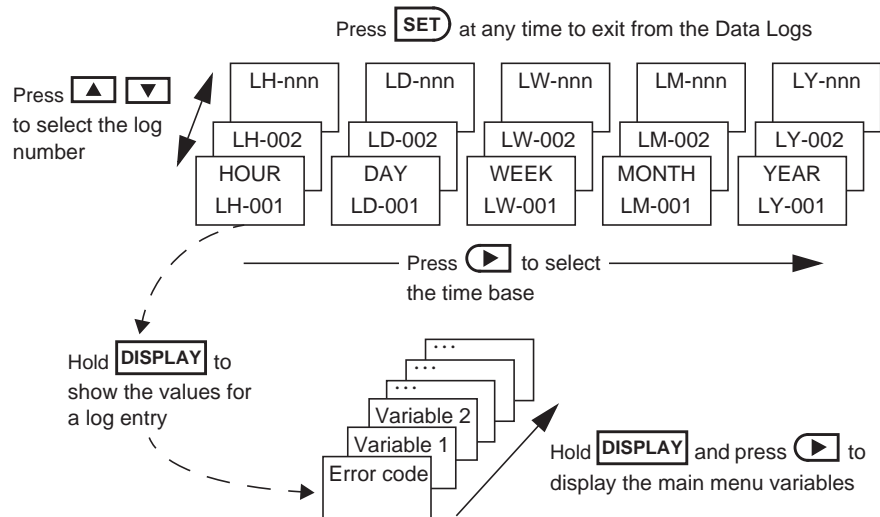 Press SET at any time to exit from the Data Logs
Press ▲ ▼
to select the log
number
LH-nnn LD-nnn LW-nnn LM-nnn LY-nnn
LH-002 LD-002 LW-002 LM-002 LY-002
HOUR DAY WEEK MONTH YEAR
LH-001 LD-001 LW-001 LM-001 LY-001
Press ▶ to select
the time base
Hold DISPLAY to
show the values for
a log entry
...
...
...
Variable 2
Variable 1
Error code
Hold DISPLAY and press ▶ to
display the main menu variables